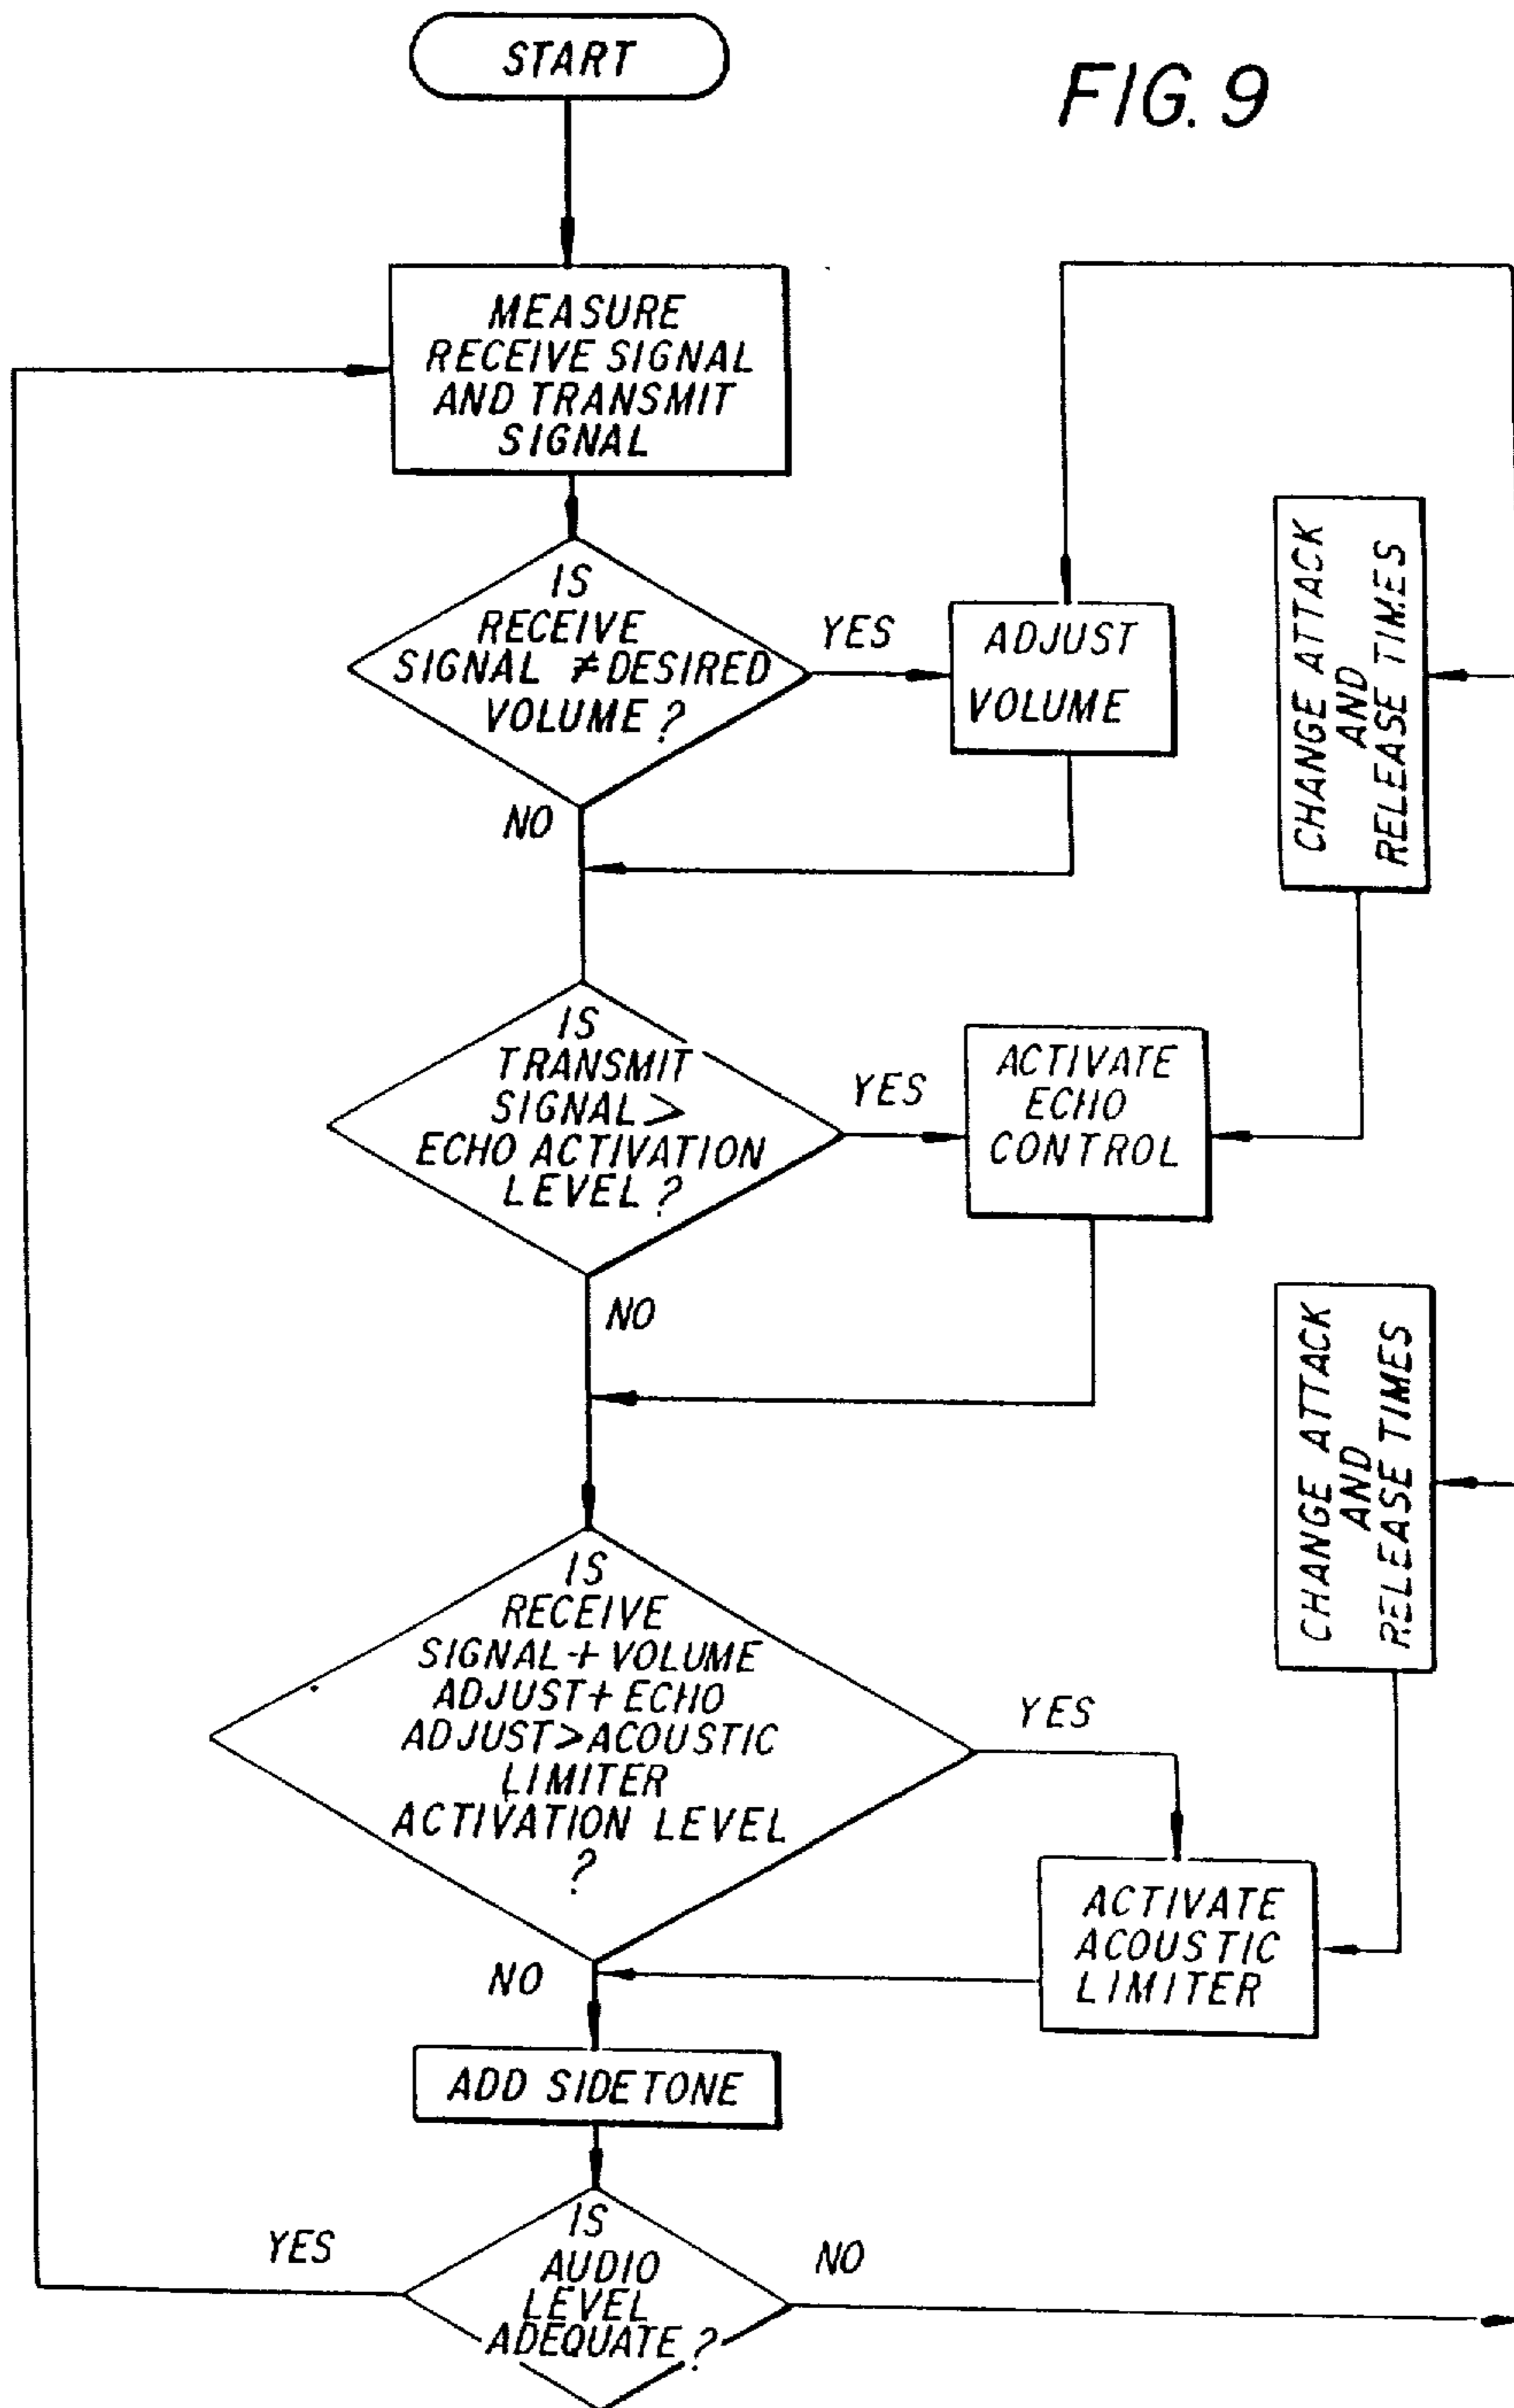 START
FIG. 9
MEASURE
RECEIVE SIGNAL
AND TRANSMIT
SIGNAL
IS
RECEIVE
SIGNAL ≠ DESIRED
VOLUME?
YES
ADJUST
VOLUME
CHANGE ATTACK
AND
RELEASE TIMES
NO
IS
TRANSMIT
SIGNAL >
ECHO ACTIVATION
LEVEL?
YES
ACTIVATE
ECHO
CONTROL
NO
CHANGE ATTACK
AND
RELEASE TIMES
IS
RECEIVE
SIGNAL + VOLUME
ADJUST + ECHO
ADJUST > ACOUSTIC
LIMITER
ACTIVATION LEVEL
?
YES
ACTIVATE
ACOUSTIC
LIMITER
NO
ADD SIDETONE
IS
AUDIO
LEVEL
ADEQUATE?
YES
NO